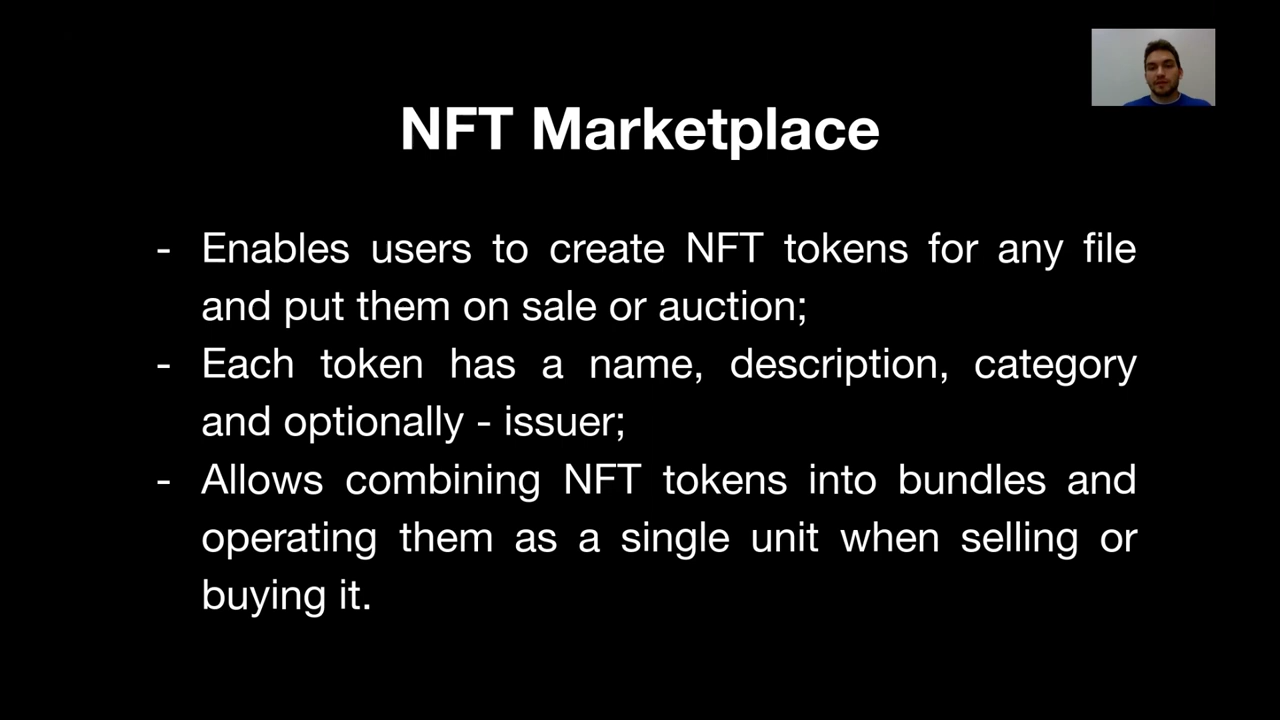 NFT Marketplace
- Enables users to create NFT tokens for any file
and put them on sale or auction;
- Each token has a name, description, category
and optionally - issuer;
- Allows combining NFT tokens into bundles and
operating them as a single unit when selling or
buying it.